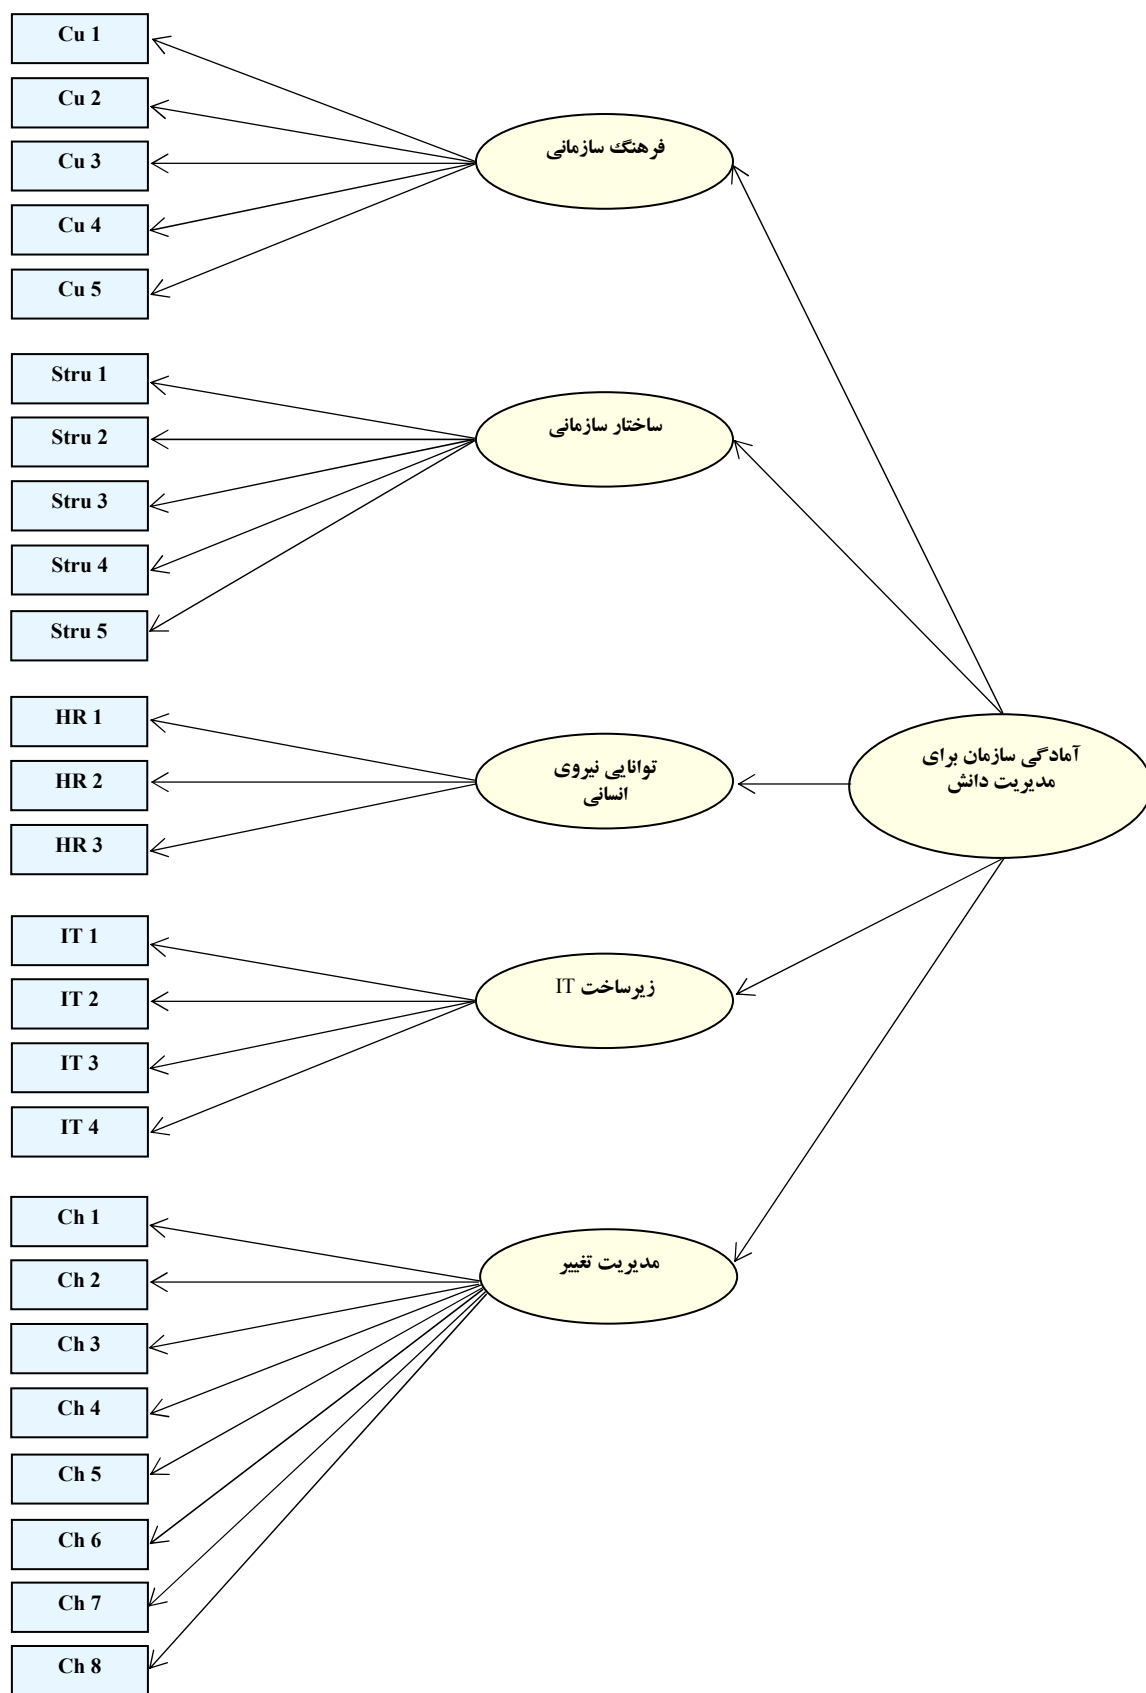 Cu 1
Cu 2
Cu 3
Cu 4
Cu 5
فرهنگ سازمانی
Stru 1
Stru 2
Stru 3
Stru 4
Stru 5
ساختار سازمانی
HR 1
HR 2
HR 3
توانایی نیروی
انسانی
آمادگی سازمان برای
مدیریت دانش
IT 1
IT 2
IT 3
IT 4
زیرساخت IT
Ch 1
Ch 2
Ch 3
Ch 4
Ch 5
Ch 6
Ch 7
Ch 8
مدیریت تغییر